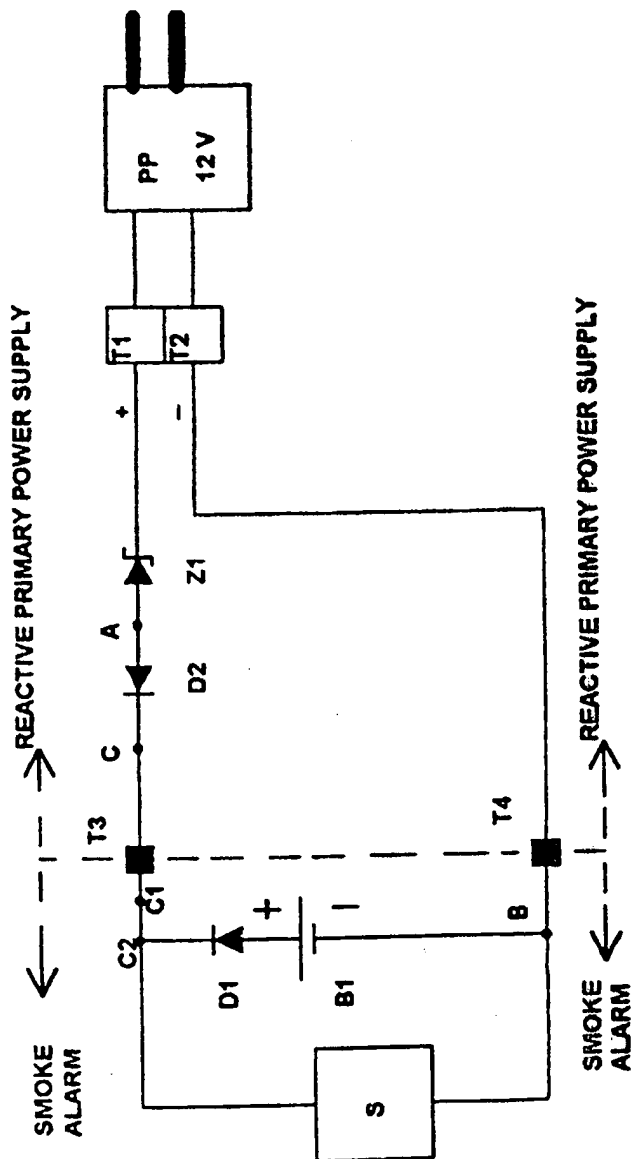 REACTIVE PRIMARY POWER SUPPLY
SMOKE
ALARM
T3
C
D2
A
Z1
+
−
T1
T2
PP
12 V
C2
C1
D1
+
B1
−
S
B
T4
SMOKE
ALARM
REACTIVE PRIMARY POWER SUPPLY